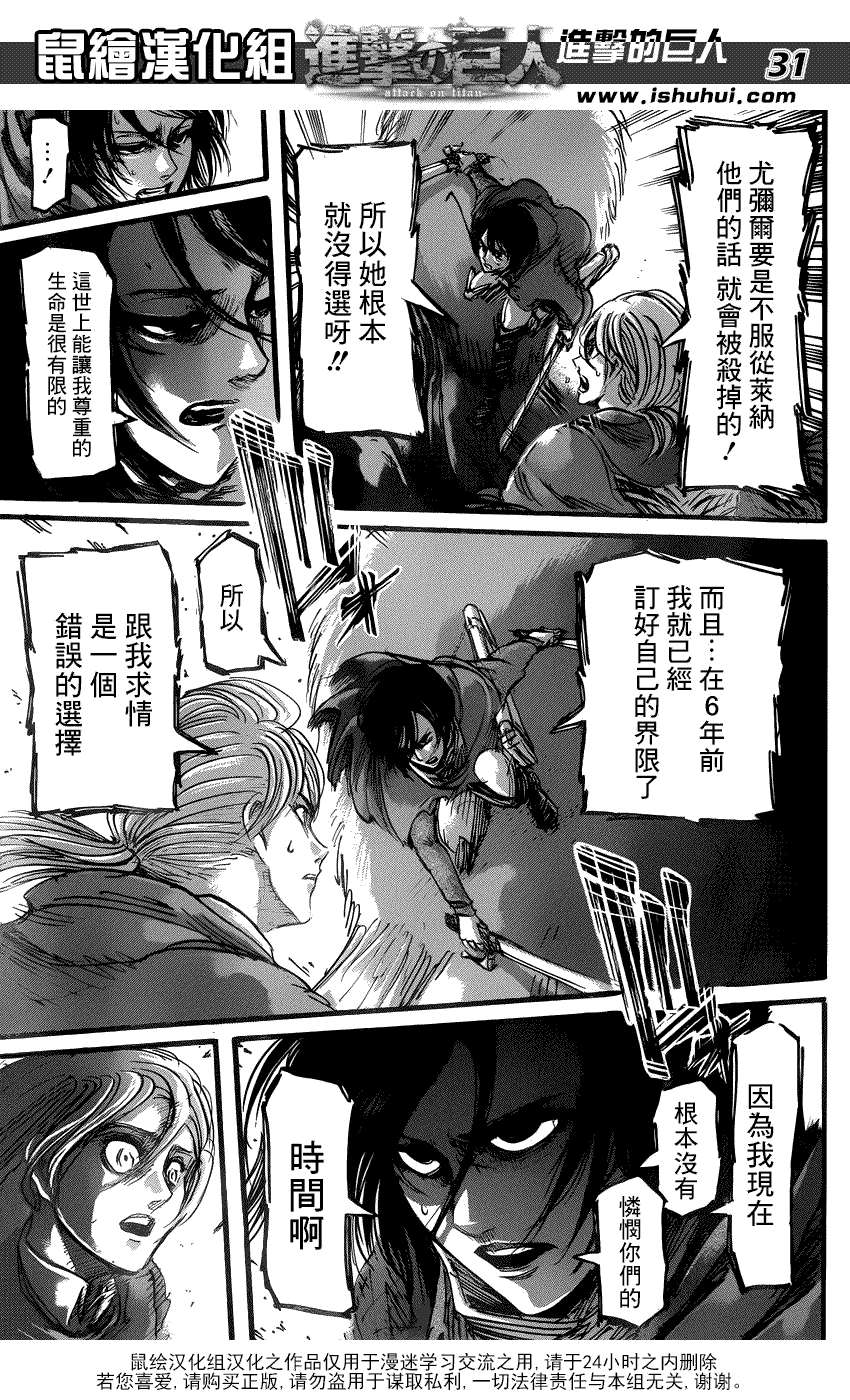 鼠繪漢化組
進撃の巨人
attack on titan
進擊的巨人
31
www.ishuhui.com
尤彌爾要是不服從萊納
他們的話 就會被殺掉的!
所以她根本
就沒得選呀!!
…!
這世上能讓我尊重的
生命是很有限的
而且…在6年前
我就已經
訂好自己的界限了
所以
跟我求情
是一個
錯誤的選擇
因為我現在
根本沒有
憐憫你們的
時間啊
鼠绘汉化组汉化之作品仅用于漫迷学习交流之用, 请于24小时之内删除
若您喜爱, 请购买正版, 请勿盗用于谋取私利, 一切法律责任与本组无关, 谢谢。